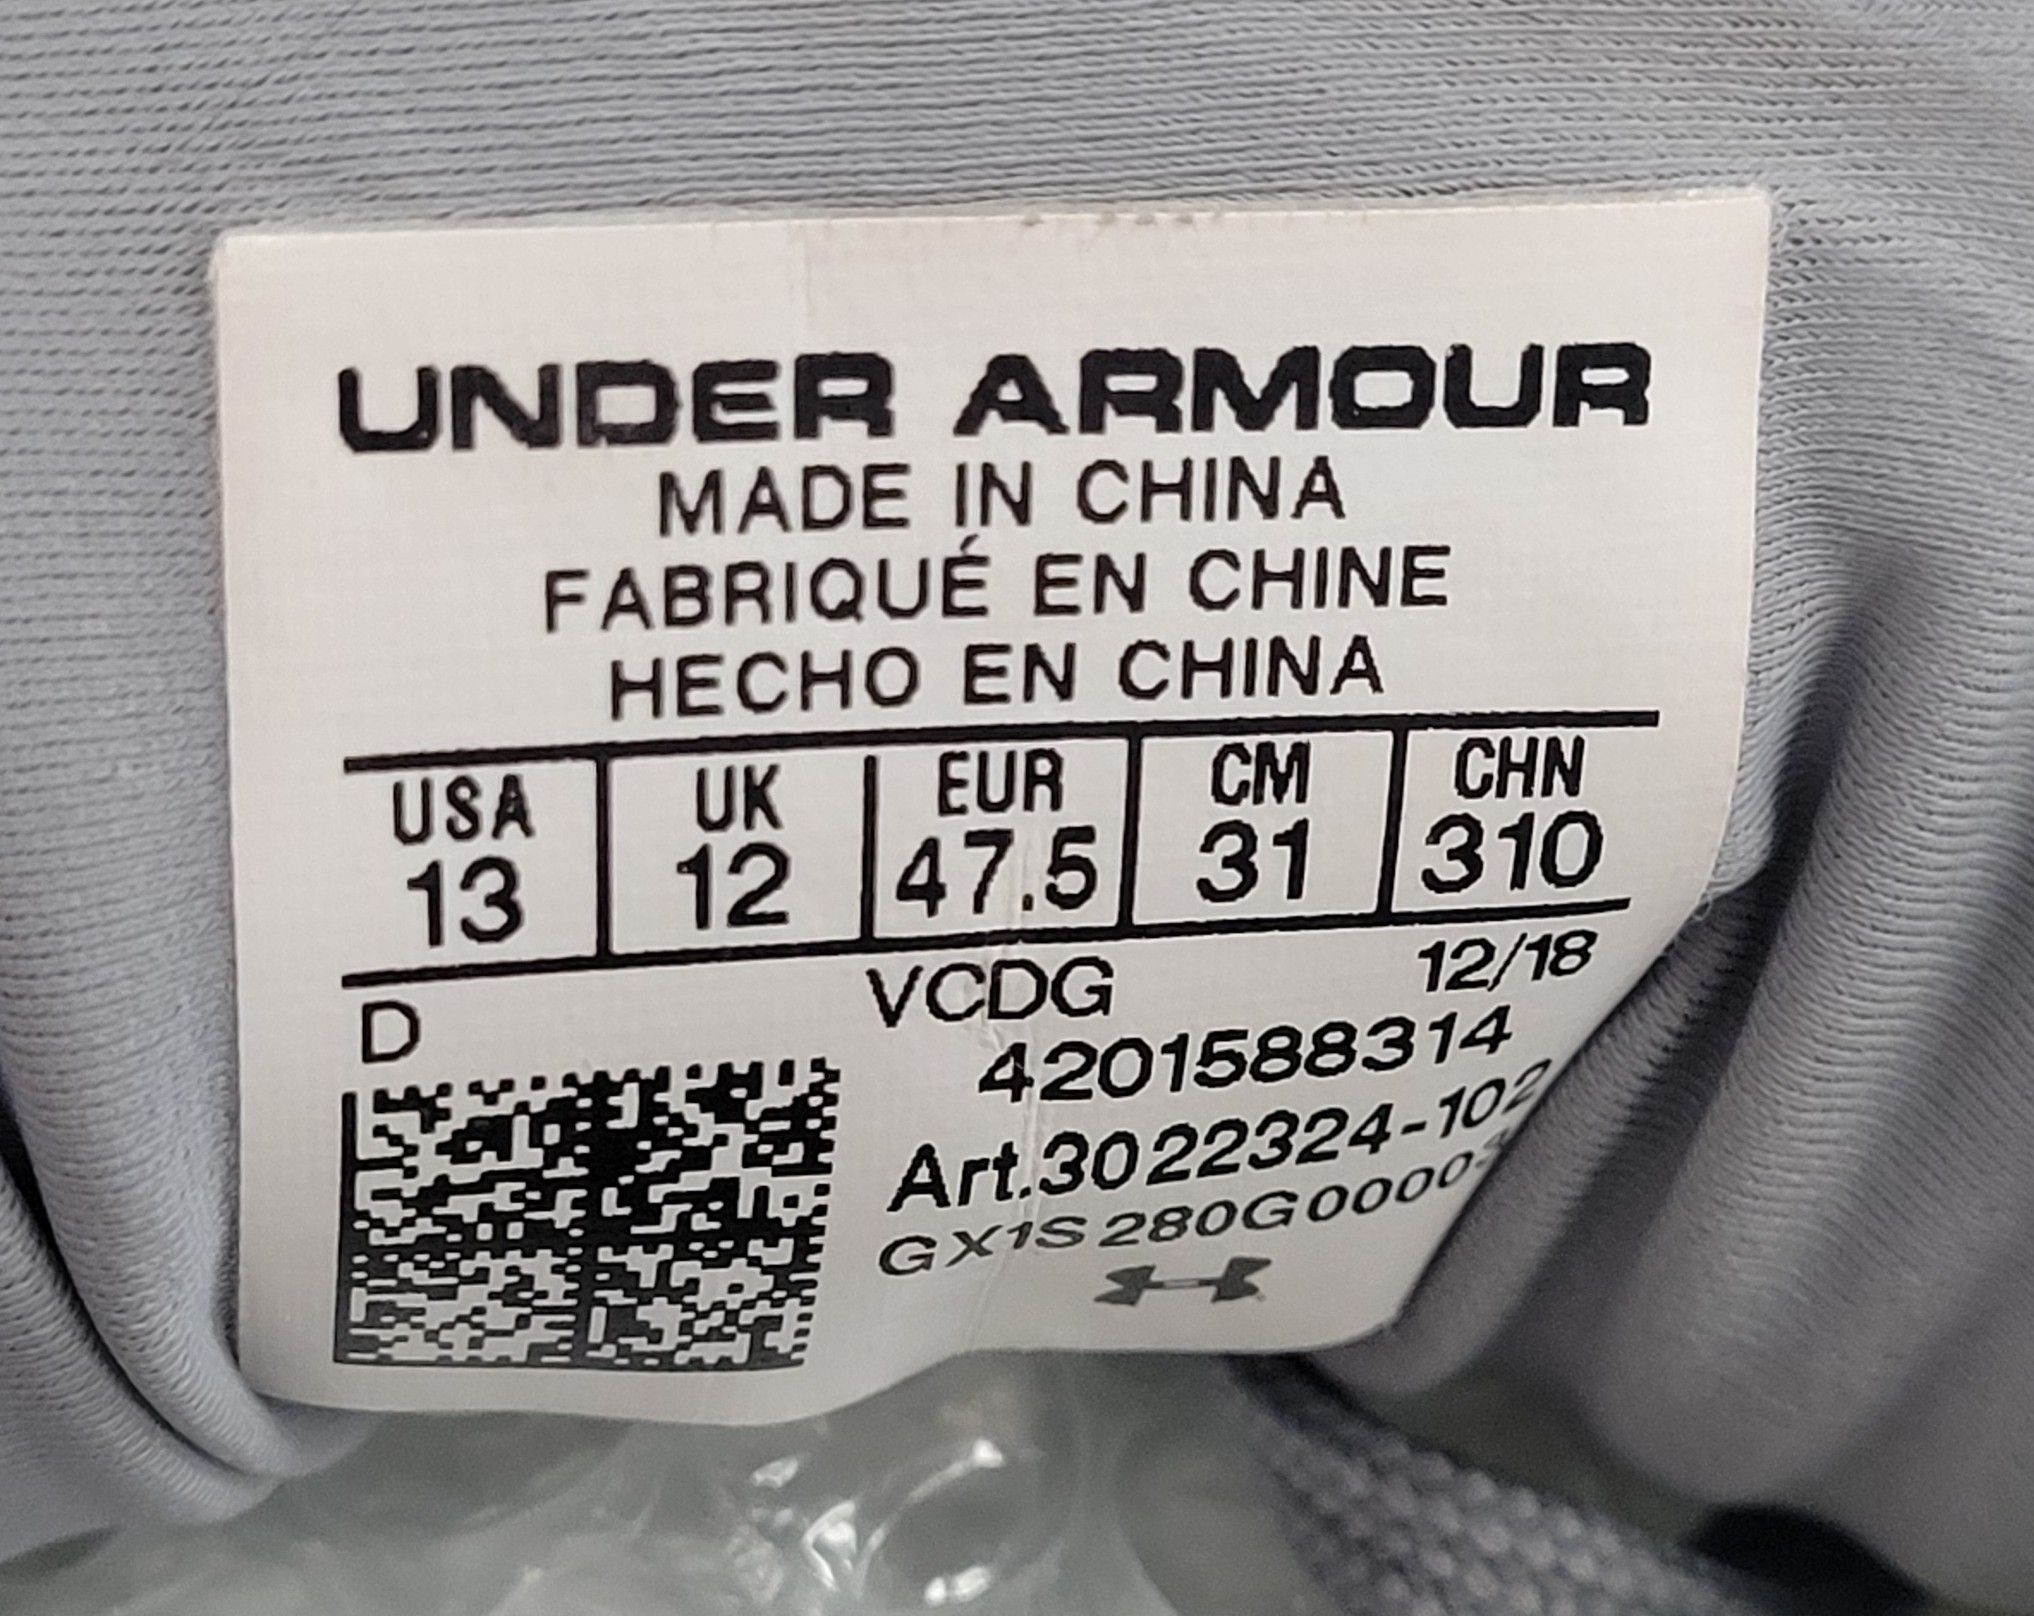 UNDER ARMOUR
MADE IN CHINA
FABRIQUÉ EN CHINE
HECHO EN CHINA
USA UK EUR CM CHN
13 12 47.5 31 310
D VCDG 12/18
4201588314
Art.3022324-102